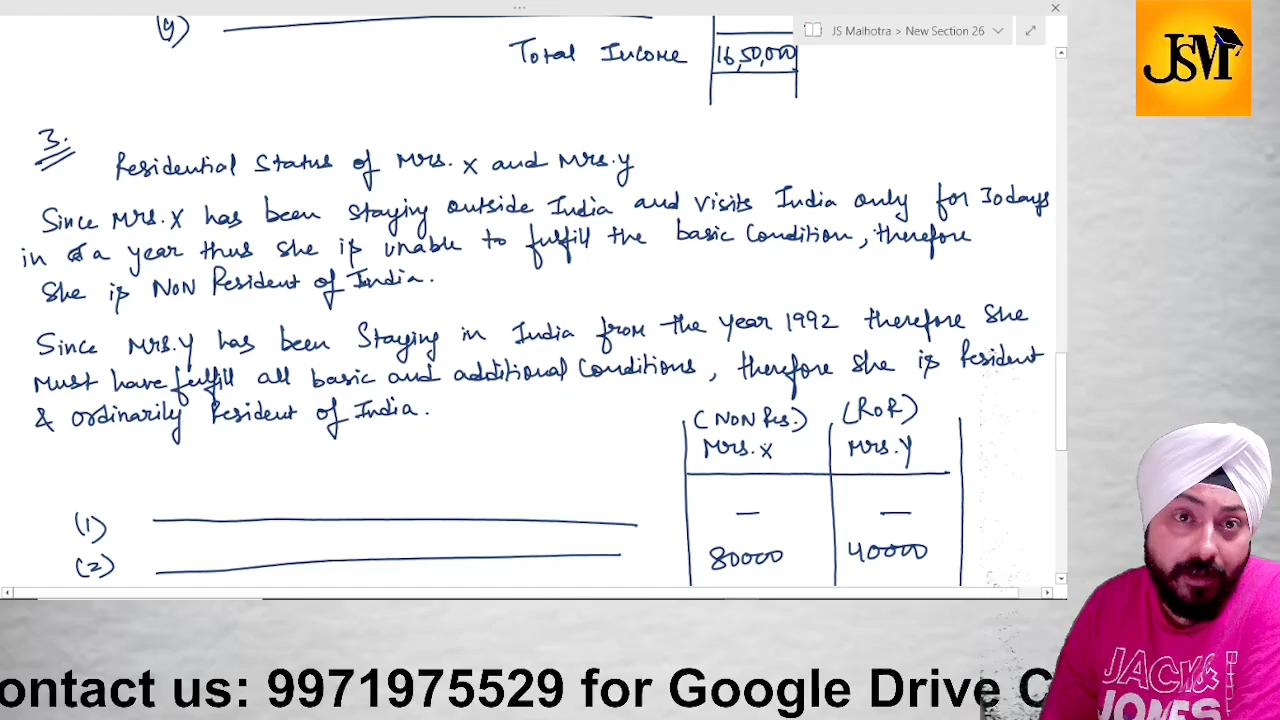 (9)
JS Malhotra > New Section 26
JSM
Total Income 16,50,000
3.
Residential Status of Mrs. X and Mrs. Y
Since Mrs. X has been staying outside India and visits India only for 30 days
in a year thus she is unable to fulfill the basic condition, therefore
She is NON Resident of India.
Since Mrs. Y has been Staying in India from the year 1992 therefore She
Must have fulfill all basic and additional Conditions, therefore she is Resident
& ordinarily Resident of India.
(NON Res.) (ROR)
Mrs. X Mrs. Y
(1) — —
(2) 80000 40000
ontact us: 9971975529 for Google Drive C
JACK&
JONES